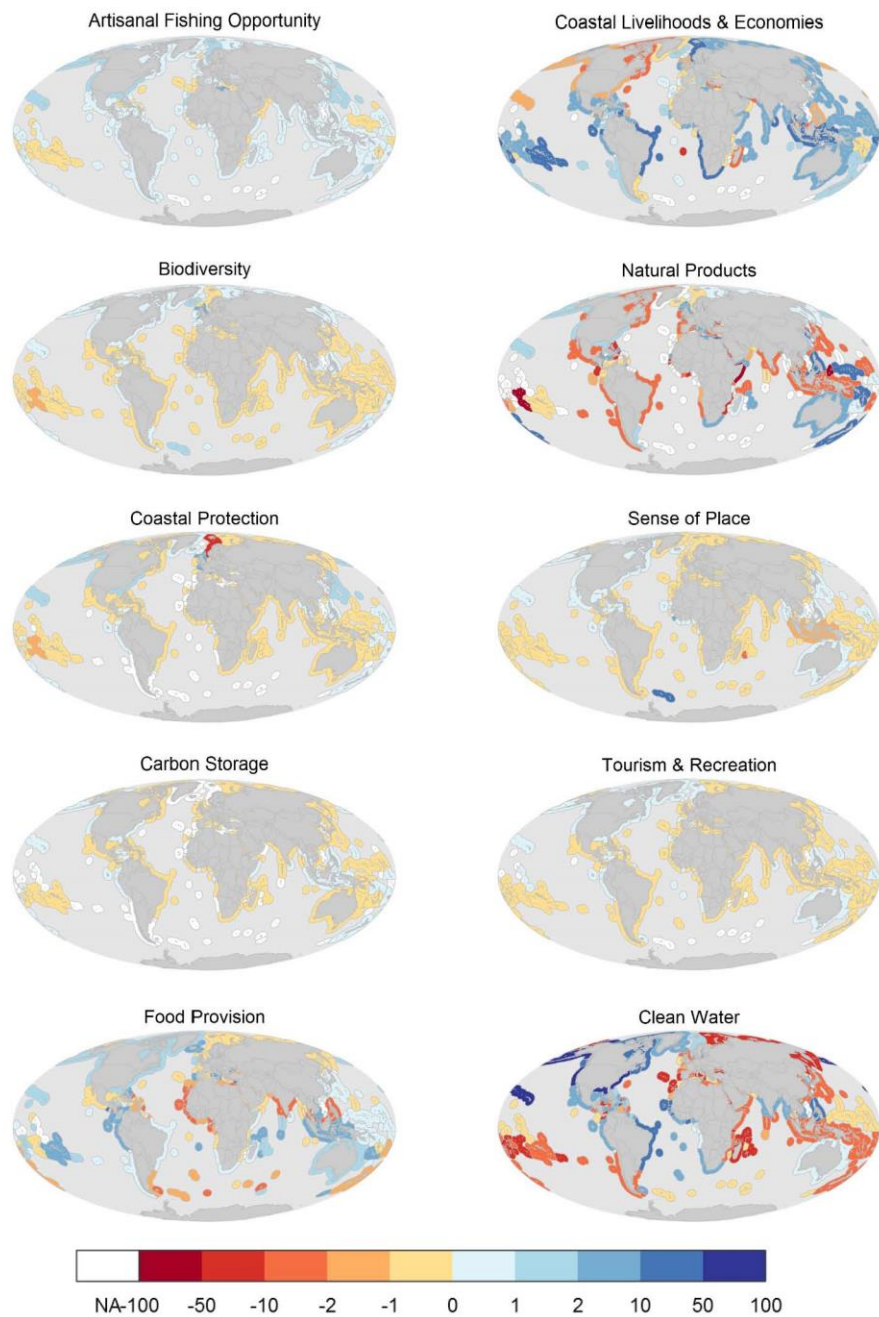 Artisanal Fishing Opportunity
Coastal Livelihoods & Economies
Biodiversity
Natural Products
Coastal Protection
Sense of Place
Carbon Storage
Tourism & Recreation
Food Provision
Clean Water
NA -100 -50 -10 -2 -1 0 1 2 10 50 100